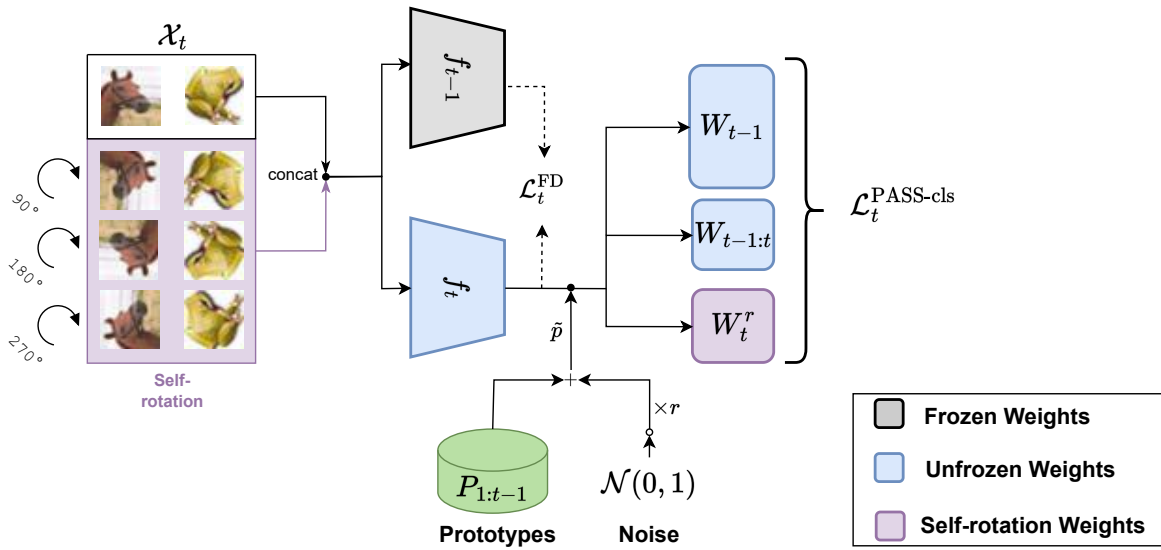 𝒳_t
90°
180°
270°
Self-
rotation
concat
f_{t−1}
f_t
ℒ_t^{FD}
p̃
+
×r
P_{1:t−1}
𝒩(0, 1)
Prototypes
Noise
W_{t−1}
W_{t−1:t}
W_t^r
ℒ_t^{PASS-cls}
Frozen Weights
Unfrozen Weights
Self-rotation Weights